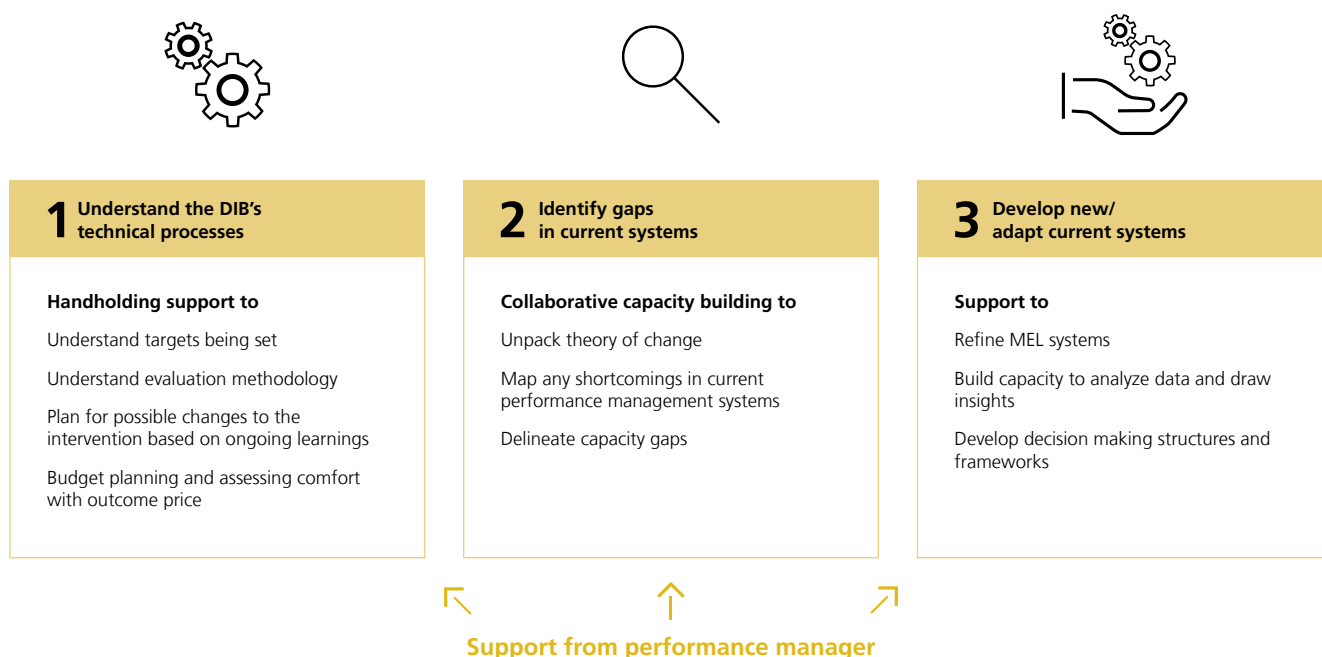 1 Understand the DIB's
technical processes
Handholding support to
Understand targets being set
Understand evaluation methodology
Plan for possible changes to the
intervention based on ongoing learnings
Budget planning and assessing comfort
with outcome price
2 Identify gaps
in current systems
Collaborative capacity building to
Unpack theory of change
Map any shortcomings in current
performance management systems
Delineate capacity gaps
3 Develop new/
adapt current systems
Support to
Refine MEL systems
Build capacity to analyze data and draw
insights
Develop decision making structures and
frameworks
Support from performance manager